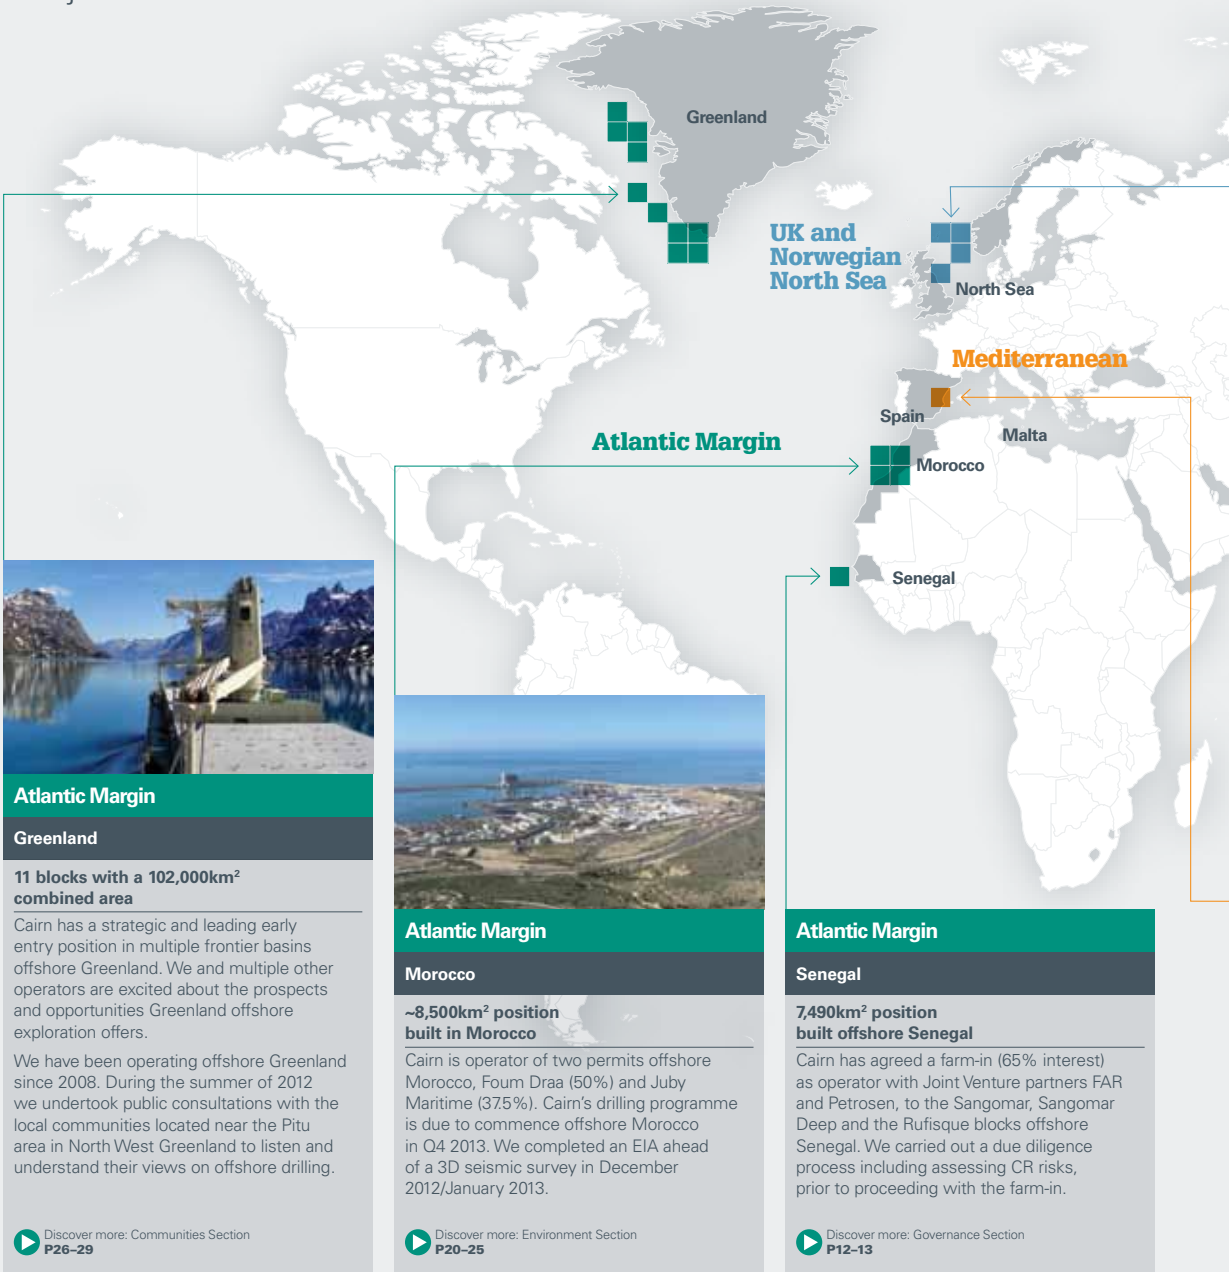 Greenland
UK and
Norwegian
North Sea
North Sea
Mediterranean
Spain
Malta
Atlantic Margin
Morocco
Senegal
Atlantic Margin
Greenland
11 blocks with a 102,000km²
combined area
Cairn has a strategic and leading early
entry position in multiple frontier basins
offshore Greenland. We and multiple other
operators are excited about the prospects
and opportunities Greenland offshore
exploration offers.
We have been operating offshore Greenland
since 2008. During the summer of 2012
we undertook public consultations with the
local communities located near the Pitu
area in North West Greenland to listen and
understand their views on offshore drilling.
Discover more: Communities Section
P26–29
Atlantic Margin
Morocco
~8,500km² position
built in Morocco
Cairn is operator of two permits offshore
Morocco, Foum Draa (50%) and Juby
Maritime (37.5%). Cairn's drilling programme
is due to commence offshore Morocco
in Q4 2013. We completed an EIA ahead
of a 3D seismic survey in December
2012/January 2013.
Discover more: Environment Section
P20–25
Atlantic Margin
Senegal
7,490km² position
built offshore Senegal
Cairn has agreed a farm-in (65% interest)
as operator with Joint Venture partners FAR
and Petrosen, to the Sangomar, Sangomar
Deep and the Rufisque blocks offshore
Senegal. We carried out a due diligence
process including assessing CR risks,
prior to proceeding with the farm-in.
Discover more: Governance Section
P12–13